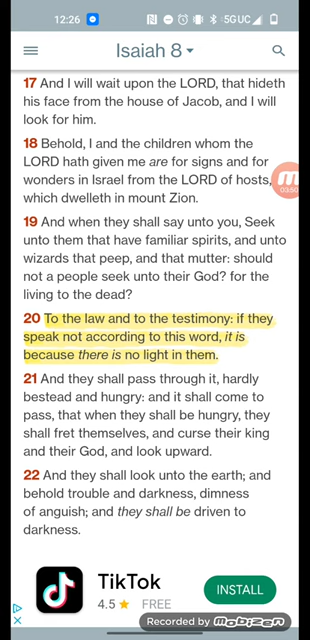 12:26
5G UC
Isaiah 8
17 And I will wait upon the LORD, that hideth
his face from the house of Jacob, and I will
look for him.
18 Behold, I and the children whom the
LORD hath given me are for signs and for
wonders in Israel from the LORD of hosts,
which dwelleth in mount Zion.
03:50
19 And when they shall say unto you, Seek
unto them that have familiar spirits, and unto
wizards that peep, and that mutter: should
not a people seek unto their God? for the
living to the dead?
20 To the law and to the testimony: if they
speak not according to this word, it is
because there is no light in them.
21 And they shall pass through it, hardly
bestead and hungry: and it shall come to
pass, that when they shall be hungry, they
shall fret themselves, and curse their king
and their God, and look upward.
22 And they shall look unto the earth; and
behold trouble and darkness, dimness
of anguish; and they shall be driven to
darkness.
TikTok
4.5 ★ FREE
INSTALL
Recorded by Mobizen